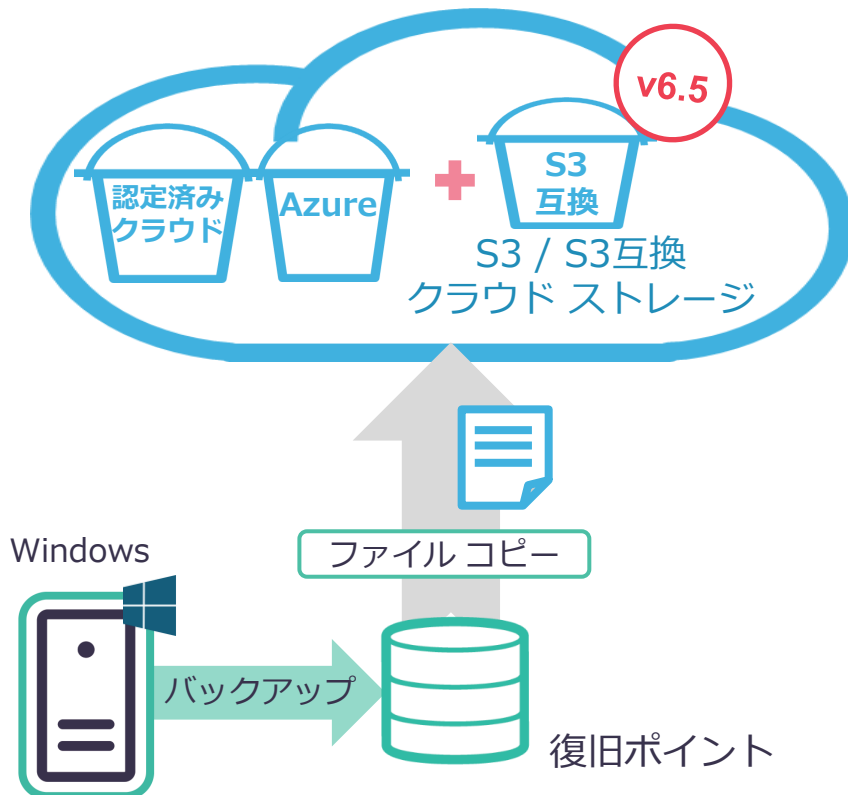 v6.5
認定済み
クラウド
Azure
S3
互換
S3 / S3互換
クラウド ストレージ
ファイル コピー
Windows
バックアップ
復旧ポイント